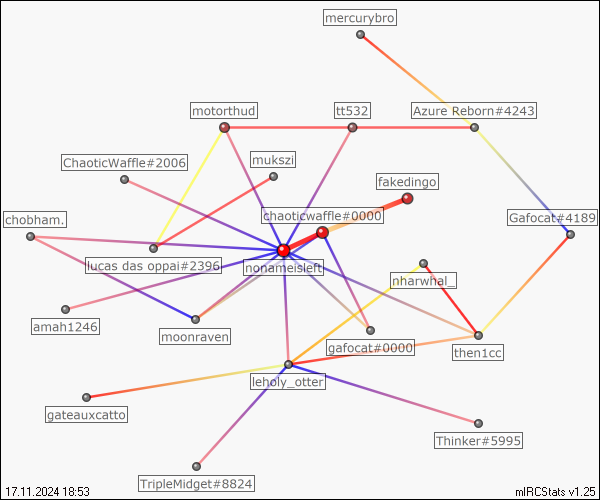 mercurybro
motorthud
tt532
Azure Reborn#4243
ChaoticWaffle#2006
mukszi
fakedingo
chobham.
chaoticwaffle#0000
Gafocat#4189
lucas das oppai#2396
nonameisleft
nharwhal_
amah1246
moonraven
gafocat#0000
then1cc
leholy_otter
gateauxcatto
Thinker#5995
TripleMidget#8824
17.11.2024 18:53
mIRCStats v1.25